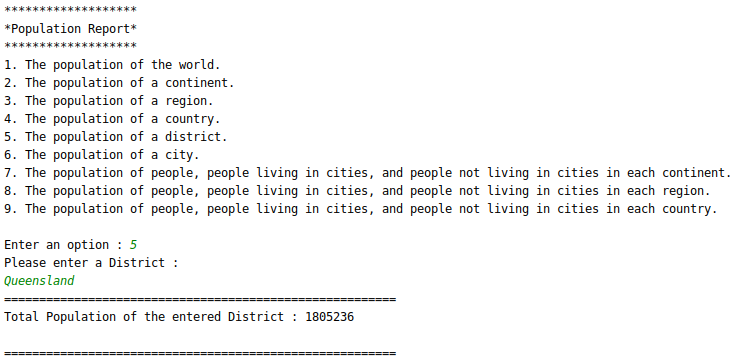 *******************
*Population Report*
*******************
1. The population of the world.
2. The population of a continent.
3. The population of a region.
4. The population of a country.
5. The population of a district.
6. The population of a city.
7. The population of people, people living in cities, and people not living in cities in each continent.
8. The population of people, people living in cities, and people not living in cities in each region.
9. The population of people, people living in cities, and people not living in cities in each country.
Enter an option : 5
Please enter a District :
Queensland
========================================================
Total Population of the entered District : 1805236
========================================================